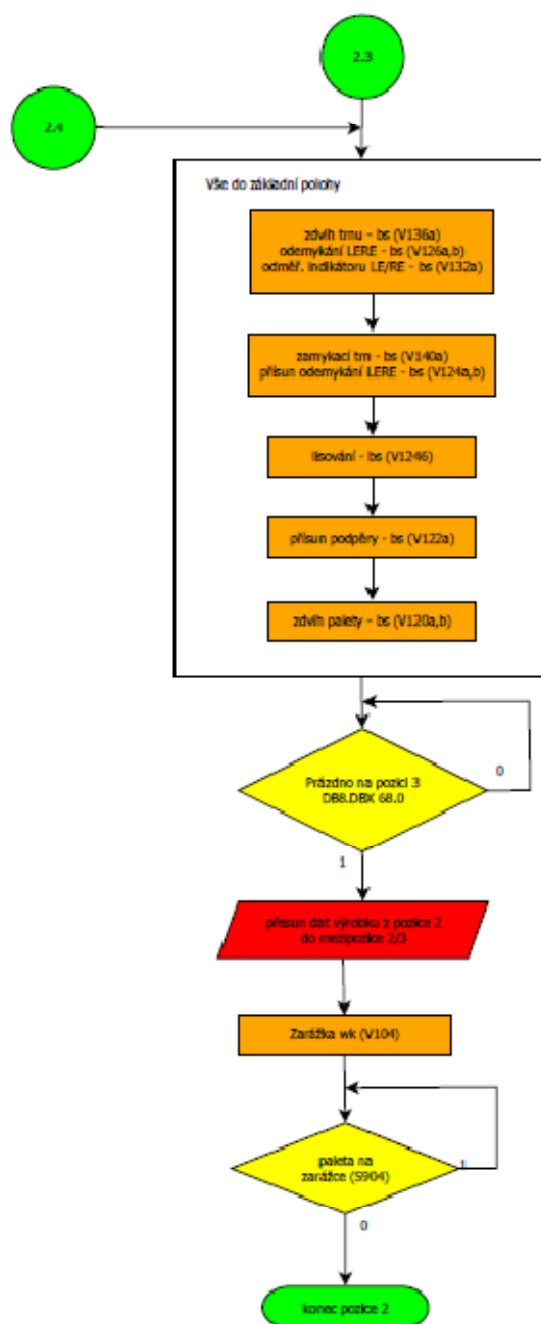 2.3
2.4
Vše do základní polohy
zdvih trnu = bs (V136a)
odemykání LERE - bs (V126a,b)
odměř. indikátoru LE/RE - bs (V132a)
zamykací trn - bs (V140a)
přísun odemykání LERE - bs (V124a,b)
lisování - bs (V1246)
přísun podpěry - bs (V122a)
zdvih palety = bs (V120a,b)
Prázdno na pozici 3
DB8.DBX 68.0
0
1
přesun dat výrobku z pozice 2
do mezipozice 2/3
Zarážka wk (V104)
paleta na
zarážce (S904)
1
0
konec pozice 2